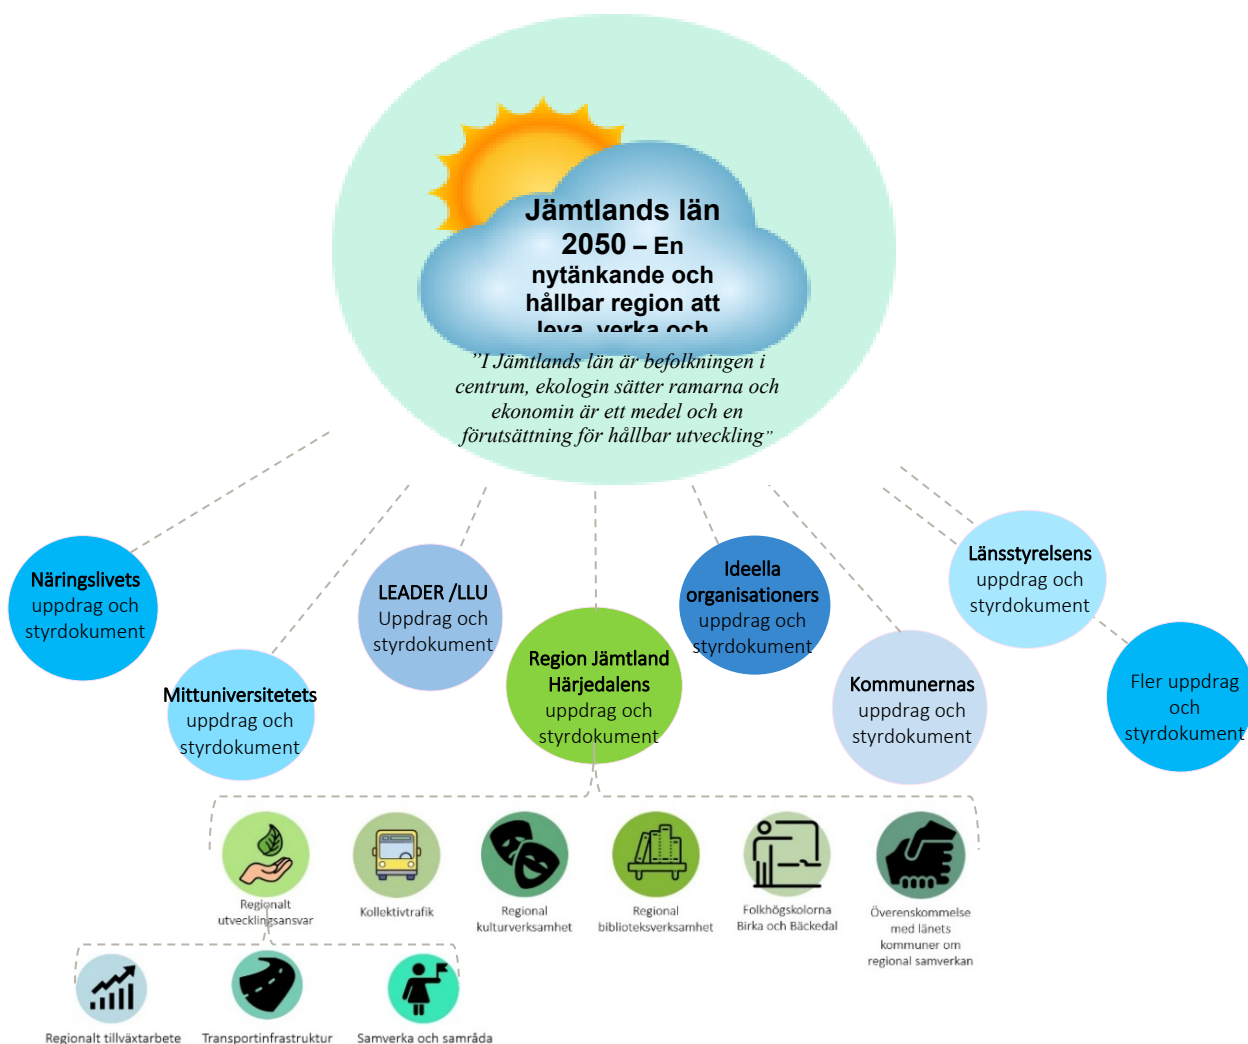 Jämtlands län
2050 – En
nytänkande och
hållbar region att
leva, verka och
”I Jämtlands län är befolkningen i
centrum, ekologin sätter ramarna och
ekonomin är ett medel och en
förutsättning för hållbar utveckling”
Näringslivets
uppdrag och
styrdokument
Mittuniversitetets
uppdrag och
styrdokument
LEADER /LLU
Uppdrag och
styrdokument
Region Jämtland
Härjedalens
uppdrag och
styrdokument
Ideella
organisationers
uppdrag och
styrdokument
Kommunernas
uppdrag och
styrdokument
Länsstyrelsens
uppdrag och
styrdokument
Fler uppdrag
och
styrdokument
Regionalt
utvecklingsansvar
Kollektivtrafik
Regional
kulturverksamhet
Regional
biblioteksverksamhet
Folkhögskolorna
Birka och Bäckedal
Överenskommelse
med länets
kommuner om
regional samverkan
Regionalt tillväxtarbete
Transportinfrastruktur
Samverka och samråda